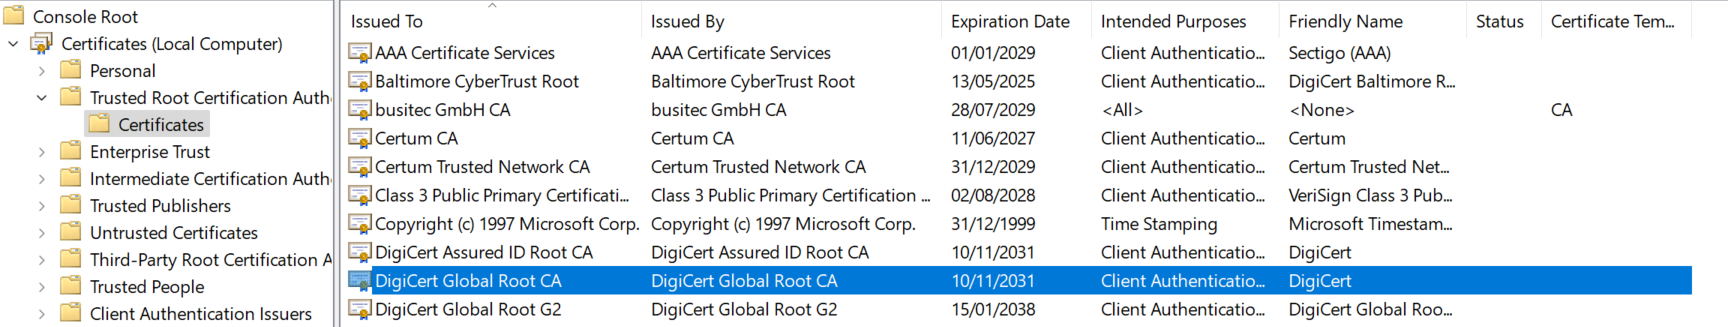 Console Root
Certificates (Local Computer)
Personal
Trusted Root Certification Auth
Certificates
Enterprise Trust
Intermediate Certification Auth
Trusted Publishers
Untrusted Certificates
Third-Party Root Certification A
Trusted People
Client Authentication Issuers
Issued To Issued By Expiration Date Intended Purposes Friendly Name Status Certificate Tem...
AAA Certificate Services AAA Certificate Services 01/01/2029 Client Authenticatio... Sectigo (AAA)
Baltimore CyberTrust Root Baltimore CyberTrust Root 13/05/2025 Client Authenticatio... DigiCert Baltimore R...
busitec GmbH CA busitec GmbH CA 28/07/2029 <All> <None> CA
Certum CA Certum CA 11/06/2027 Client Authenticatio... Certum
Certum Trusted Network CA Certum Trusted Network CA 31/12/2029 Client Authenticatio... Certum Trusted Net...
Class 3 Public Primary Certificati... Class 3 Public Primary Certification ... 02/08/2028 Client Authenticatio... VeriSign Class 3 Pub...
Copyright (c) 1997 Microsoft Corp. Copyright (c) 1997 Microsoft Corp. 31/12/1999 Time Stamping Microsoft Timestam...
DigiCert Assured ID Root CA DigiCert Assured ID Root CA 10/11/2031 Client Authenticatio... DigiCert
DigiCert Global Root CA DigiCert Global Root CA 10/11/2031 Client Authenticatio... DigiCert
DigiCert Global Root G2 DigiCert Global Root G2 15/01/2038 Client Authenticatio... DigiCert Global Roo...